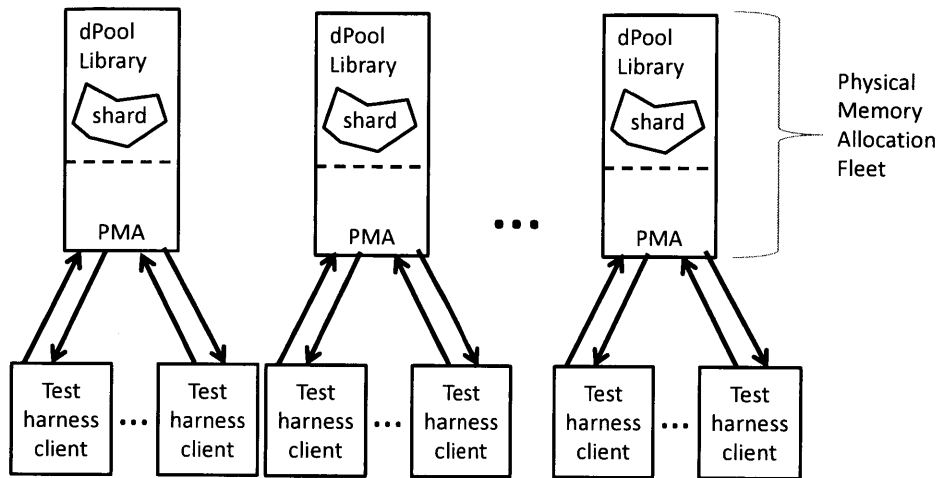 dPool
Library
shard
PMA
dPool
Library
shard
PMA
...
dPool
Library
shard
PMA
Physical
Memory
Allocation
Fleet
Test
harness
client
...
Test
harness
client
Test
harness
client
...
Test
harness
client
Test
harness
client
...
Test
harness
client